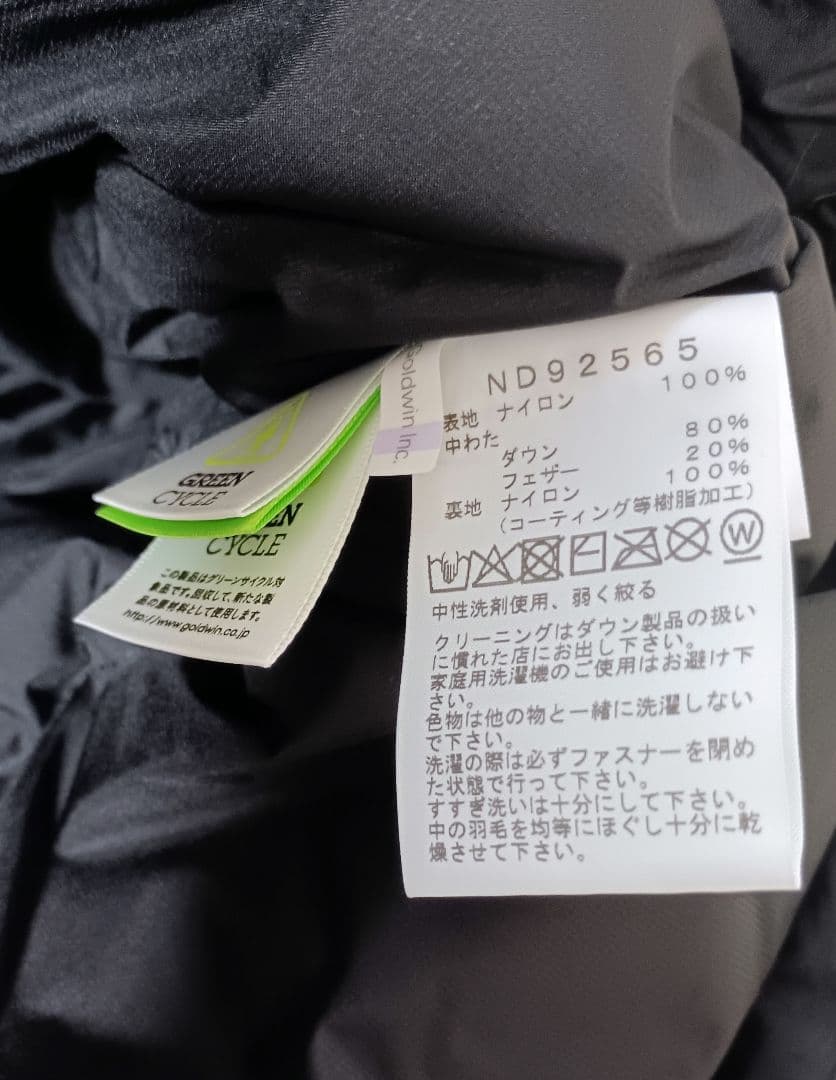 Goldwin Inc.
GREEN
CYCLE
CYCLE
この製品はグリーンサイクル対
象品です。回収して、新たな製
品の原材料として使用します。
http://www.goldwin.co.jp
ND92565
表地 ナイロン 100%
中わた
ダウン 80%
フェザー 20%
裏地 ナイロン 100%
(コーティング等樹脂加工)
W
中性洗剤使用、弱く絞る
クリーニングはダウン製品の扱い
に慣れた店にお出し下さい。
家庭用洗濯機のご使用はお避け下
さい。
色物は他の物と一緒に洗濯しない
で下さい。
洗濯の際は必ずファスナーを閉め
た状態で行って下さい。
すすぎ洗いは十分にして下さい。
中の羽毛を均等にほぐし十分に乾
燥させて下さい。